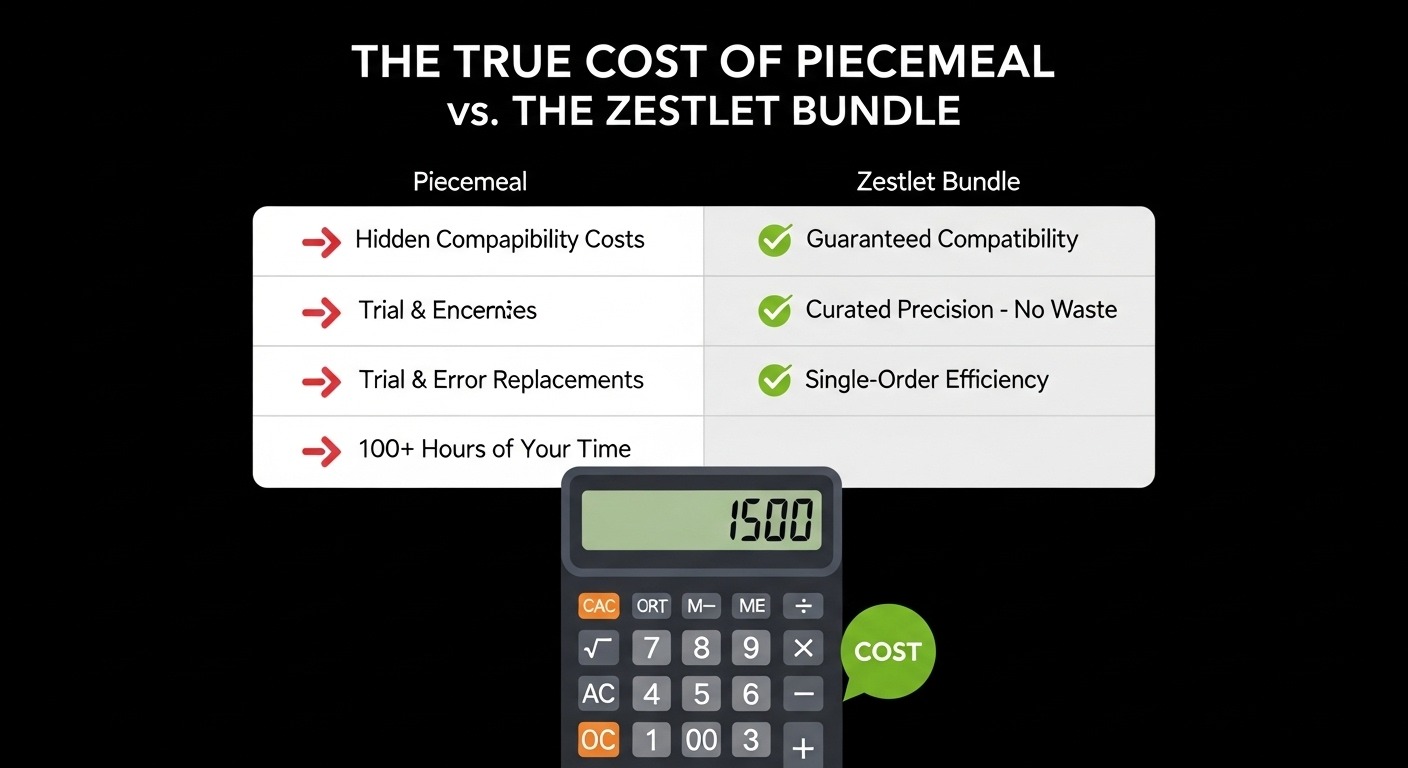 THE TRUE COST OF PIECEMEAL
vs. THE ZESTLET BUNDLE
Piecemeal
Zestlet Bundle
Hidden Compapibility Costs
Guaranteed Compatibility
Trial &
Curated Precision - No Waste
Trial & Error Replacements
Single-Order Efficiency
100+ Hours of Your Time
1500
CAC ORT M− ME ÷
√ 7 8 9 ×
AC 4 5 6 −
COST
OC 1 00 3 +